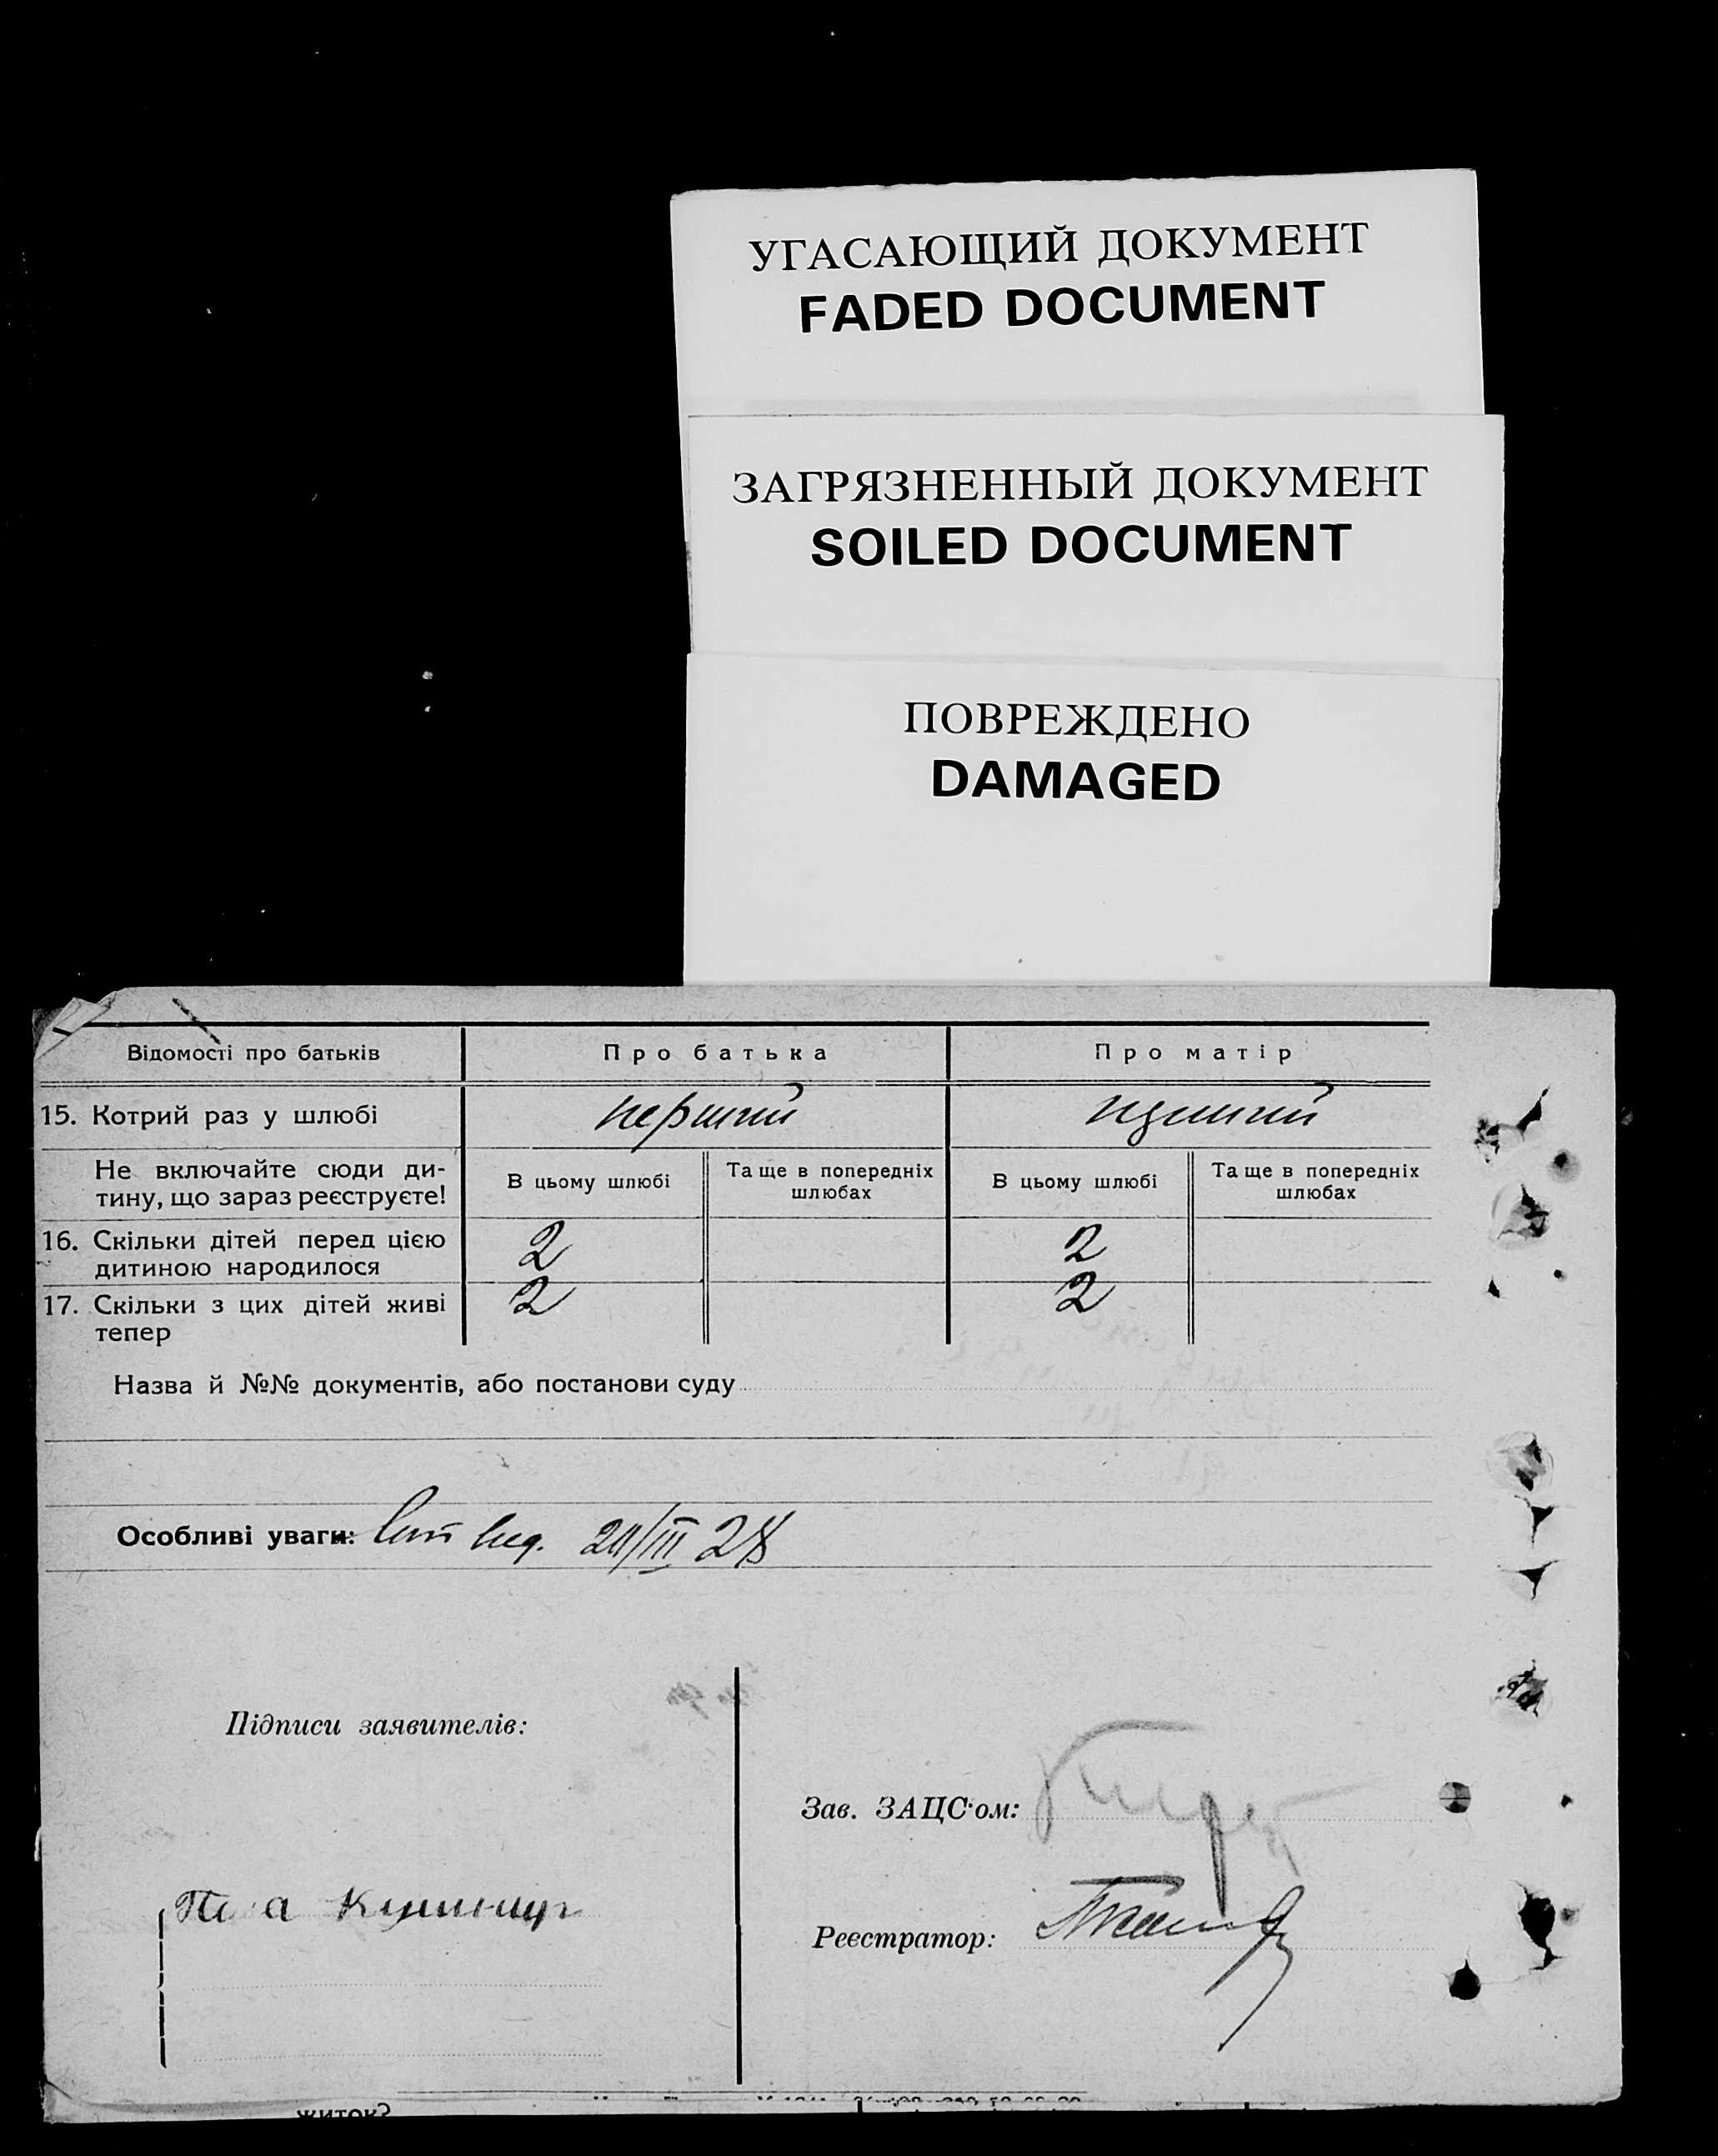 УГАСАЮЩИЙ ДОКУМЕНТ
FADED DOCUMENT
ЗАГРЯЗНЕННЫЙ ДОКУМЕНТ
SOILED DOCUMENT
ПОВРЕЖДЕНО
DAMAGED
Відомості про батьків Про батька Про матір
15. Котрий раз у шлюбі перший
Не включайте сюди ди-
тину, що зараз реєструєте!
В цьому шлюбі
Та ще в попередніх
шлюбах
В цьому шлюбі
Та ще в попередніх
шлюбах
16. Скільки дітей перед цією
дитиною народилося
2 2
17. Скільки з цих дітей живі
тепер
2 2
Назва й №№ документів, або постанови суду
Особливі уваги:
Підписи заявителів:
Зав. ЗАЦС·ом:
Реєстратор:
житок?